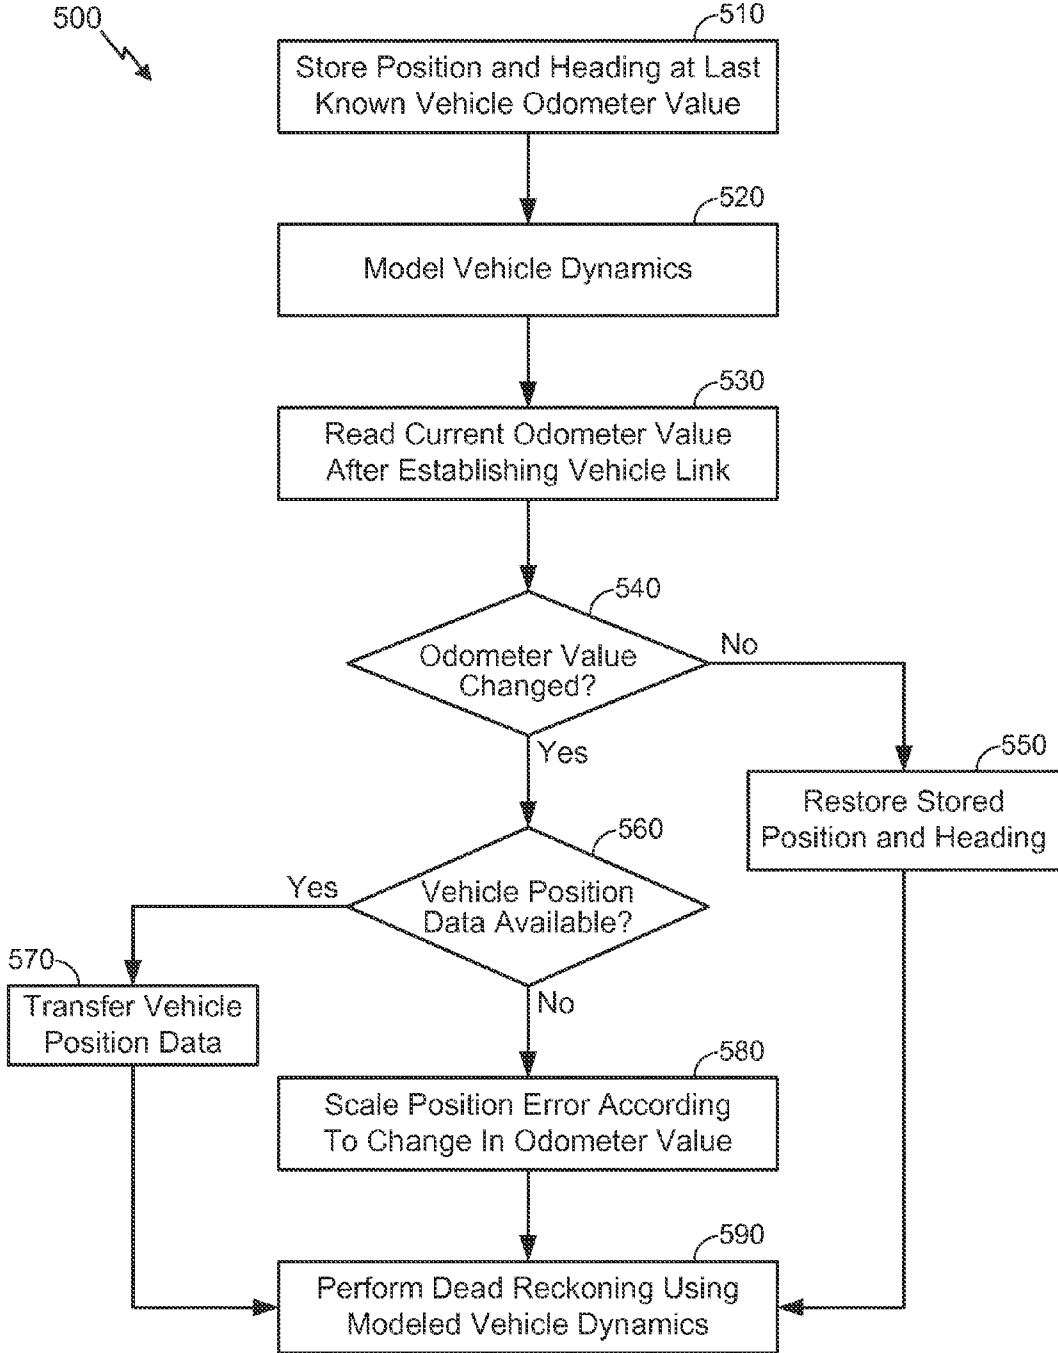 500
510
Store Position and Heading at Last
Known Vehicle Odometer Value
520
Model Vehicle Dynamics
530
Read Current Odometer Value
After Establishing Vehicle Link
540
Odometer Value
Changed?
No
Yes
550
Restore Stored
Position and Heading
560
Vehicle Position
Data Available?
Yes
No
570
Transfer Vehicle
Position Data
580
Scale Position Error According
To Change In Odometer Value
590
Perform Dead Reckoning Using
Modeled Vehicle Dynamics